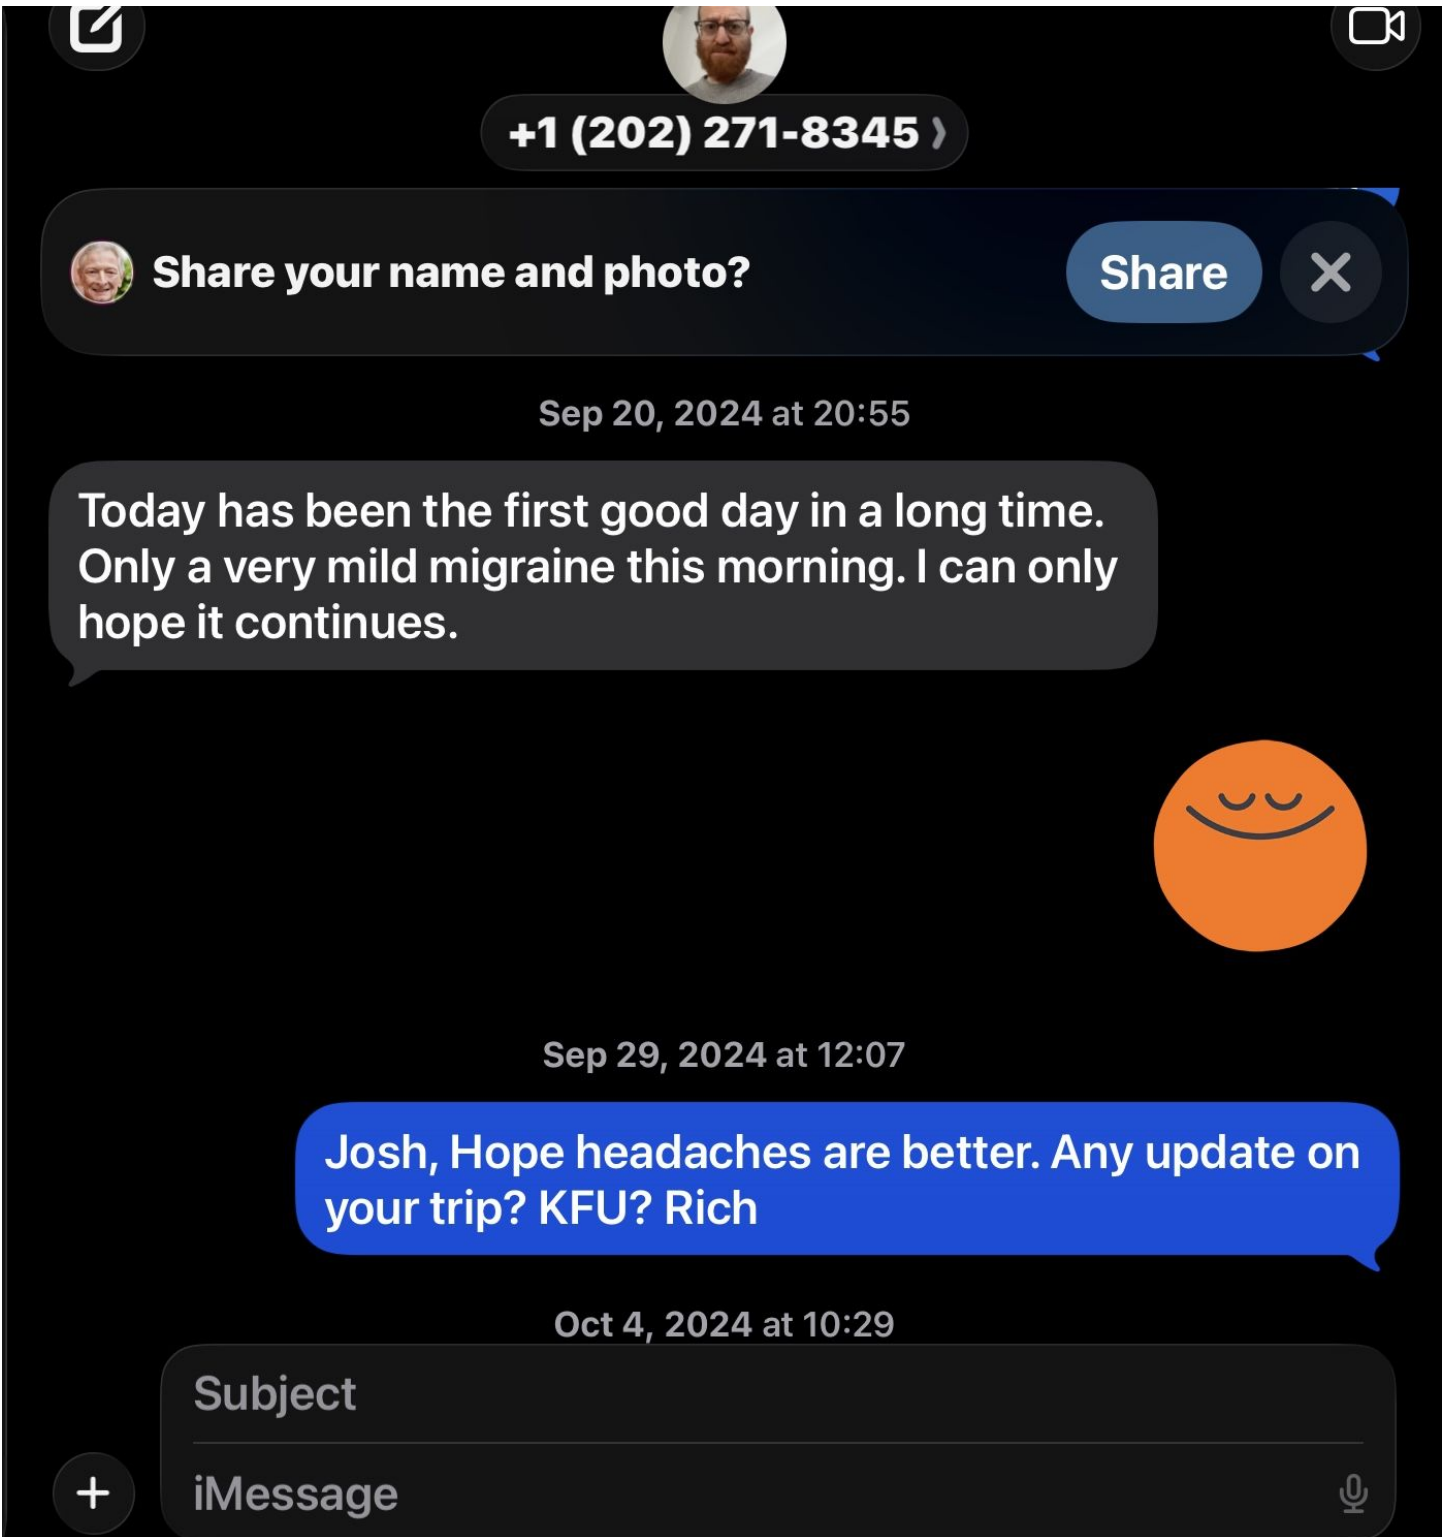 +1 (202) 271-8345
Share your name and photo?
Share
Sep 20, 2024 at 20:55
Today has been the first good day in a long time.
Only a very mild migraine this morning. I can only
hope it continues.
Sep 29, 2024 at 12:07
Josh, Hope headaches are better. Any update on
your trip? KFU? Rich
Oct 4, 2024 at 10:29
Subject
iMessage